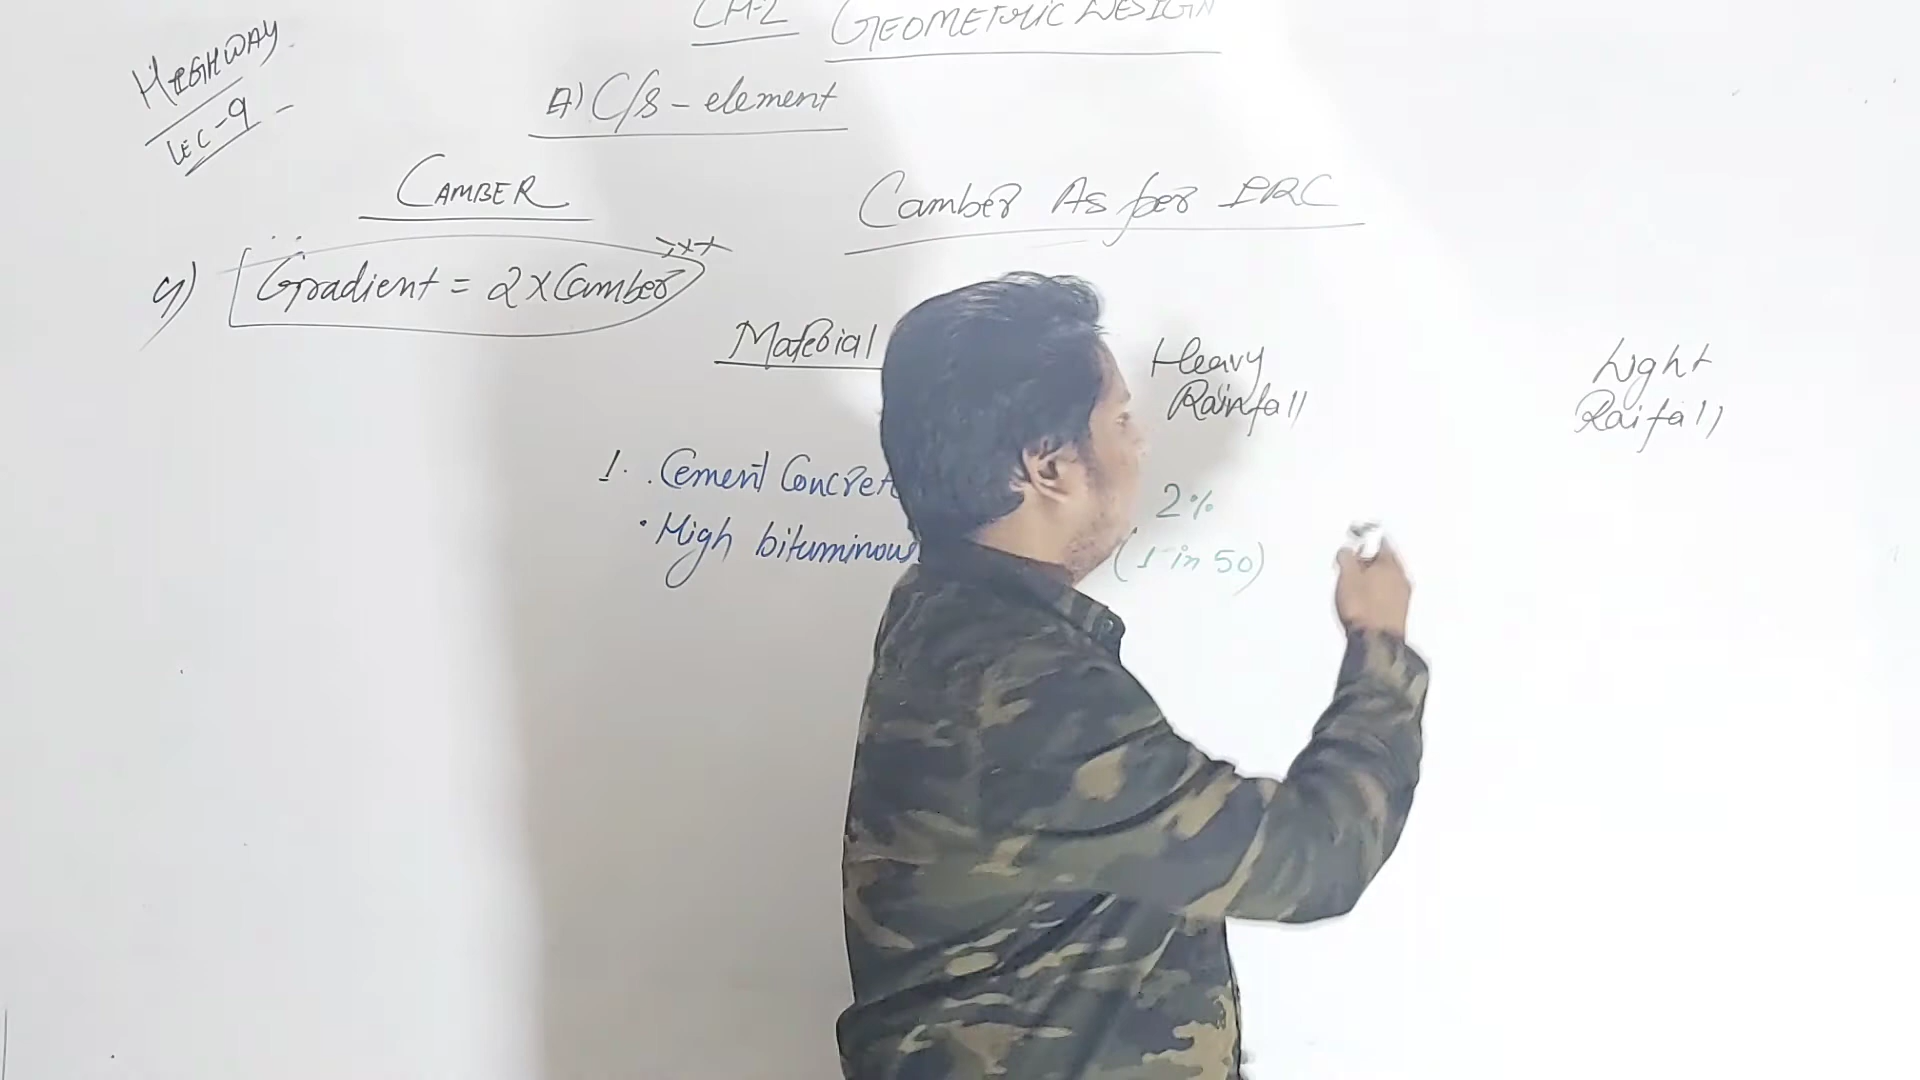 CH-2 GEOMETRIC DESIGN
HIGHWAY
LEC-9
A) C/S - element
CAMBER
Camber As per IRC
Gradient = 2 x Camber
Material
Heavy
Rainfall
Light
Raifall
1. Cement Concret
2%
• High bituminous
(1 in 50)